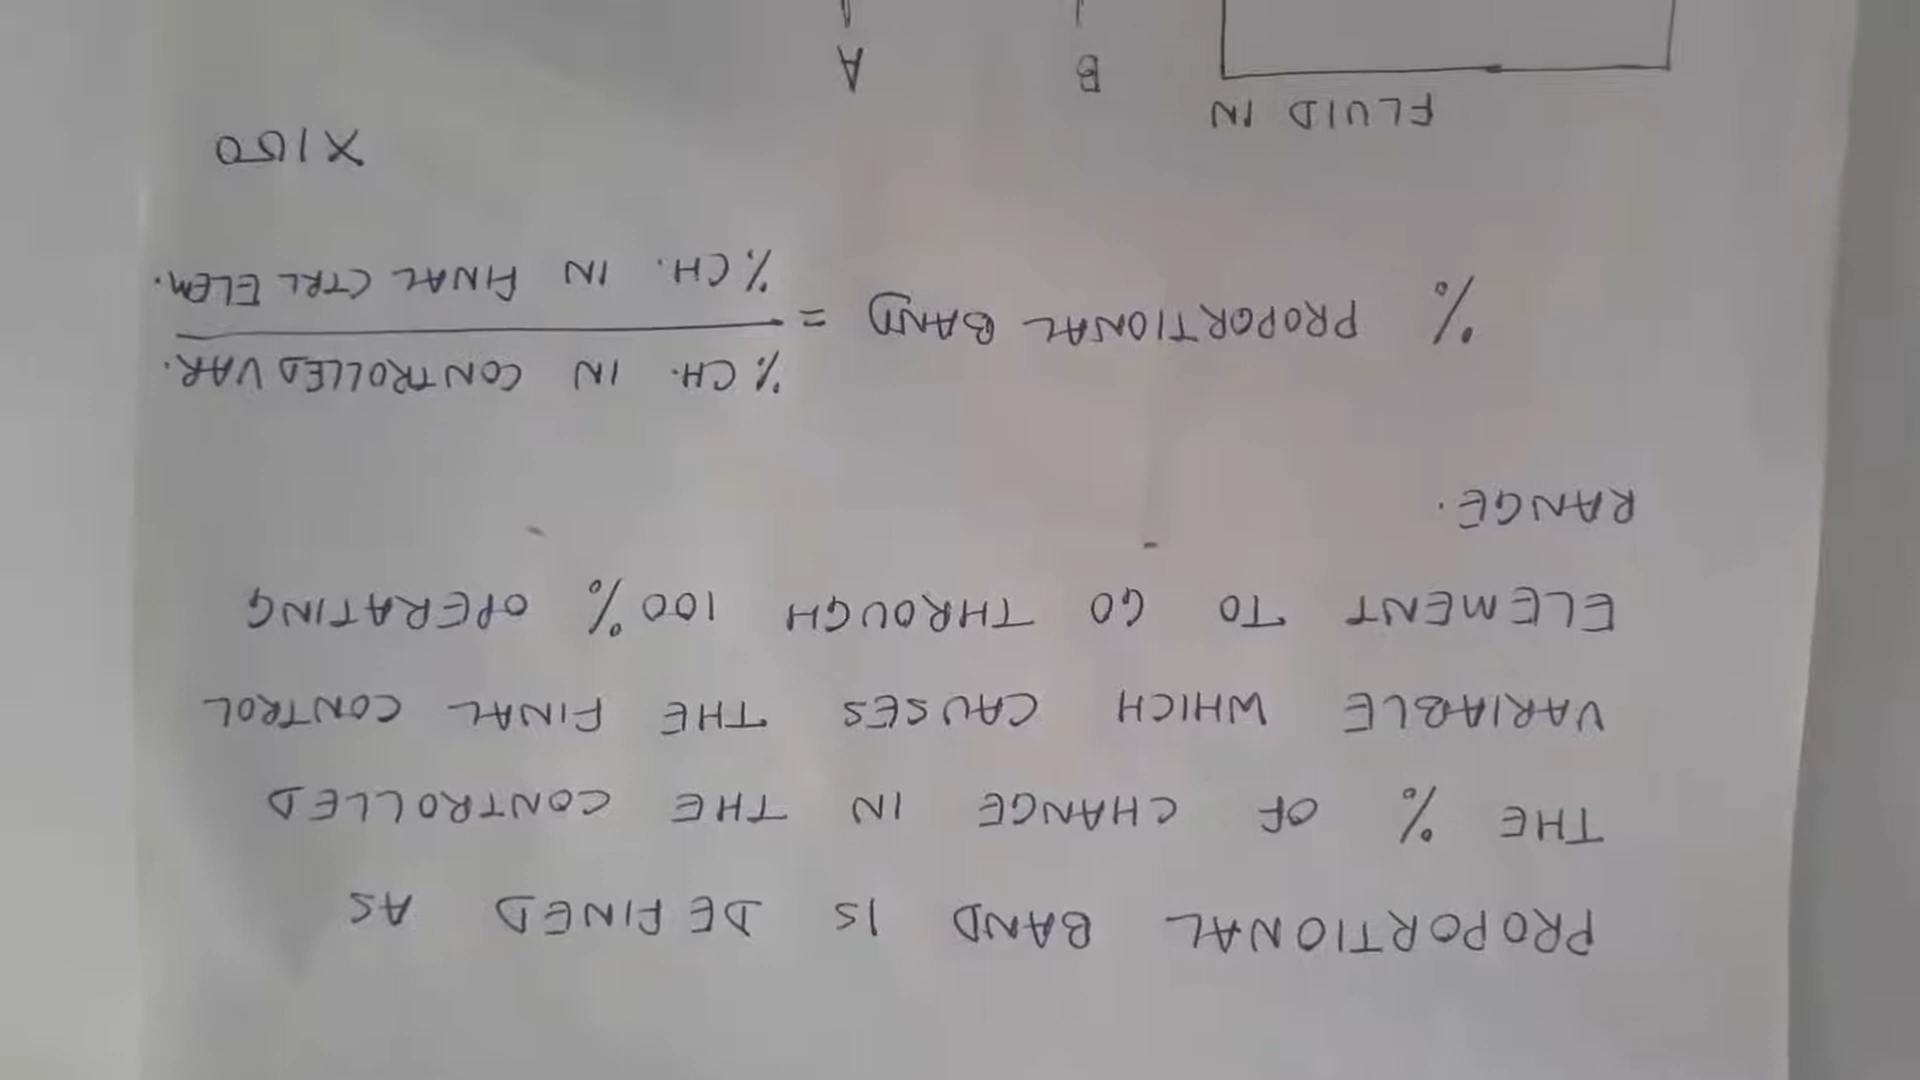 PROPORTIONAL BAND IS DEFINED AS
THE % OF CHANGE IN THE CONTROLLED
VARIABLE WHICH CAUSES THE FINAL CONTROL
ELEMENT TO GO THROUGH 100% OPERATING
RANGE.
% CH. IN CONTROLLED VAR.
% PROPORTIONAL BAND =
% CH. IN FINAL CTRL ELEM.
X100
FLUID IN
B
A